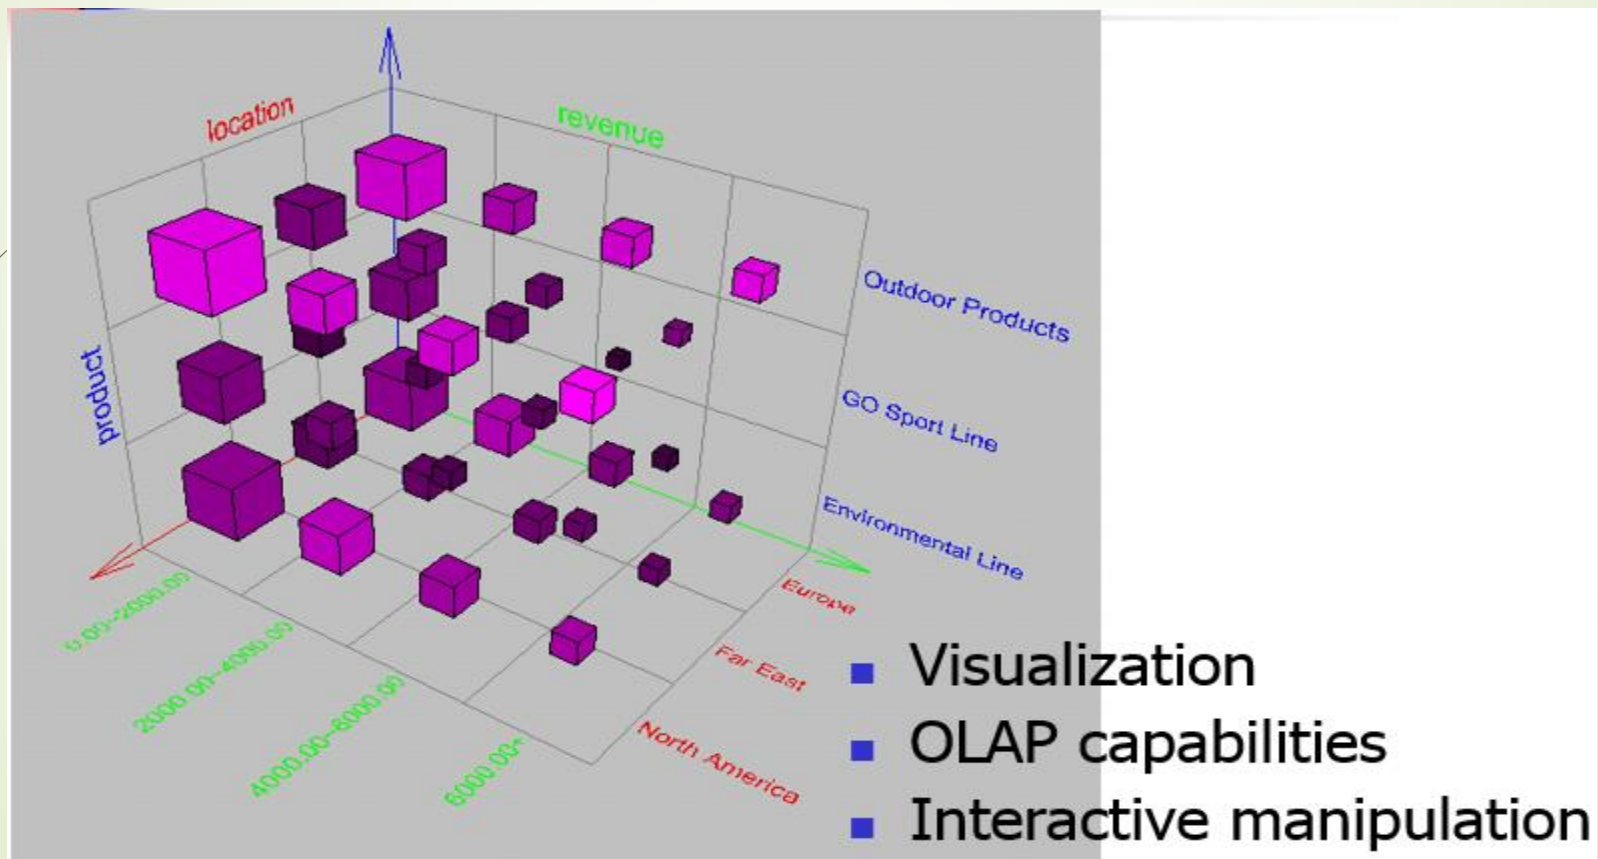 location
revenue
product
Outdoor Products
GO Sport Line
Environmental Line
Europe
Far East
North America
0.00~2000.00
2000.00~4000.00
4000.00~6000.00
6000.00+
Visualization
OLAP capabilities
Interactive manipulation